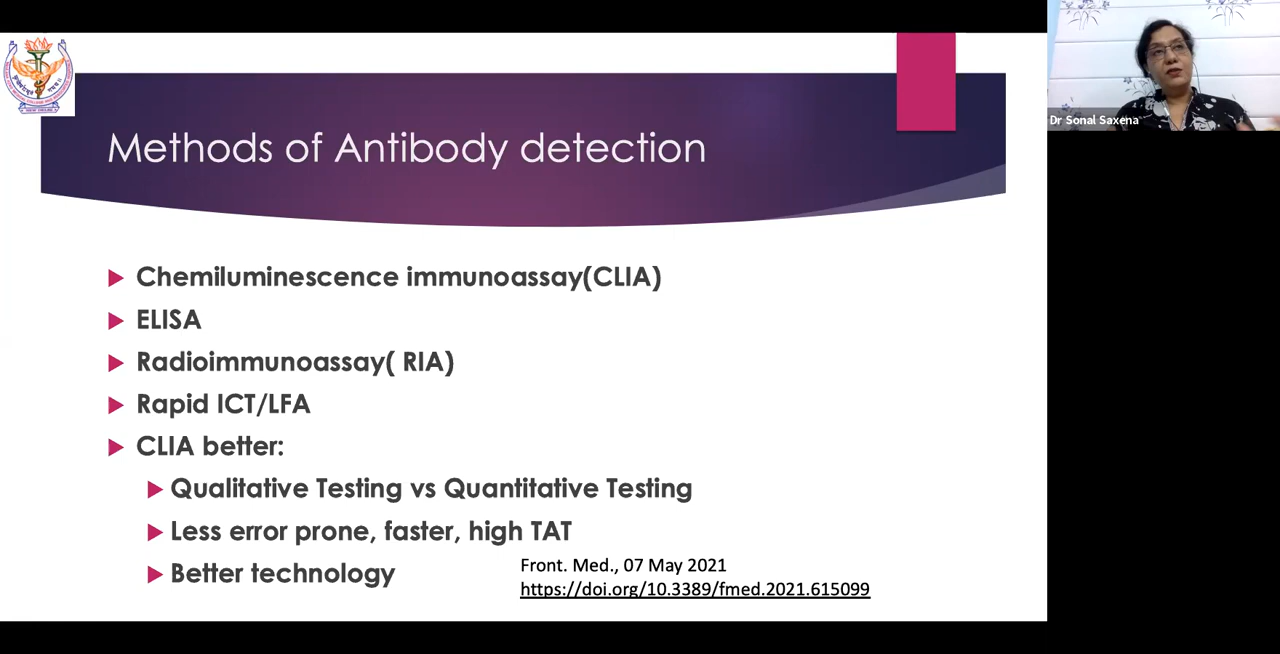 Methods of Antibody detection
Chemiluminescence immunoassay(CLIA)
ELISA
Radioimmunoassay( RIA)
Rapid ICT/LFA
CLIA better:
Qualitative Testing vs Quantitative Testing
Less error prone, faster, high TAT
Better technology
Front. Med., 07 May 2021
https://doi.org/10.3389/fmed.2021.615099
Dr Sonal Saxena